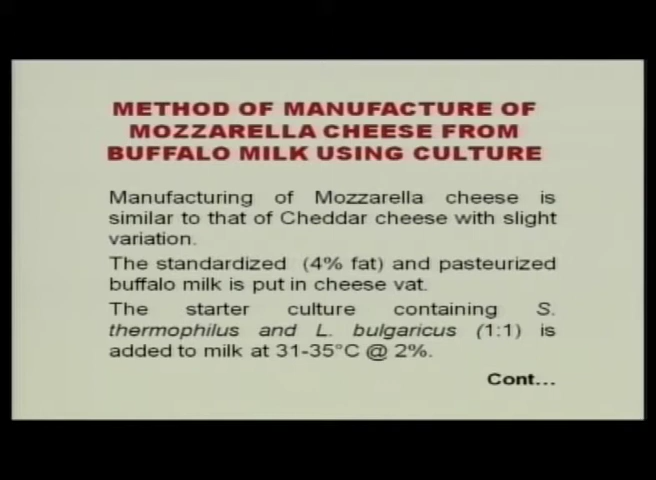 METHOD OF MANUFACTURE OF
MOZZARELLA CHEESE FROM
BUFFALO MILK USING CULTURE
Manufacturing of Mozzarella cheese is
similar to that of Cheddar cheese with slight
variation.
The standardized (4% fat) and pasteurized
buffalo milk is put in cheese vat.
The starter culture containing S.
thermophilus and L. bulgaricus (1:1) is
added to milk at 31-35°C @ 2%.
Cont...